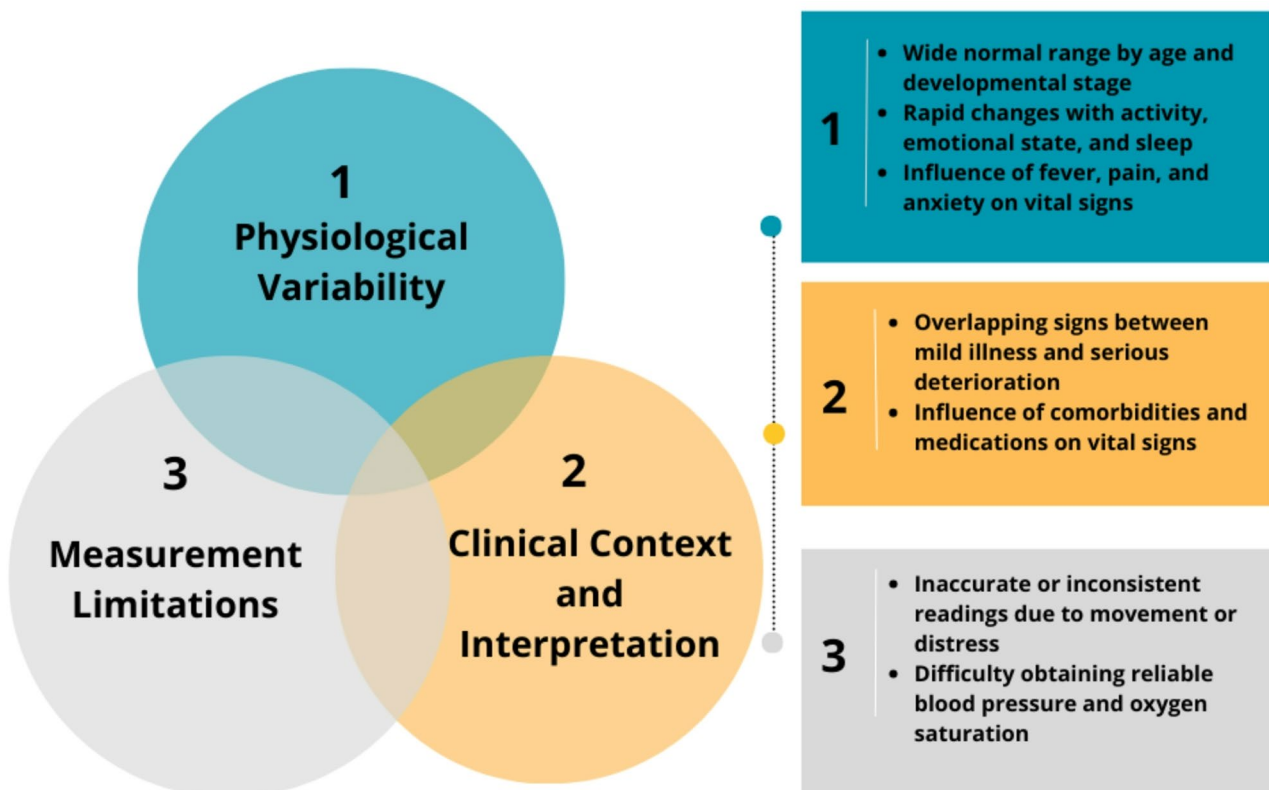 1
Physiological
Variability
3
Measurement
Limitations
2
Clinical Context
and
Interpretation
1
• Wide normal range by age and
developmental stage
• Rapid changes with activity,
emotional state, and sleep
• Influence of fever, pain, and
anxiety on vital signs
2
• Overlapping signs between
mild illness and serious
deterioration
• Influence of comorbidities and
medications on vital signs
3
• Inaccurate or inconsistent
readings due to movement or
distress
• Difficulty obtaining reliable
blood pressure and oxygen
saturation